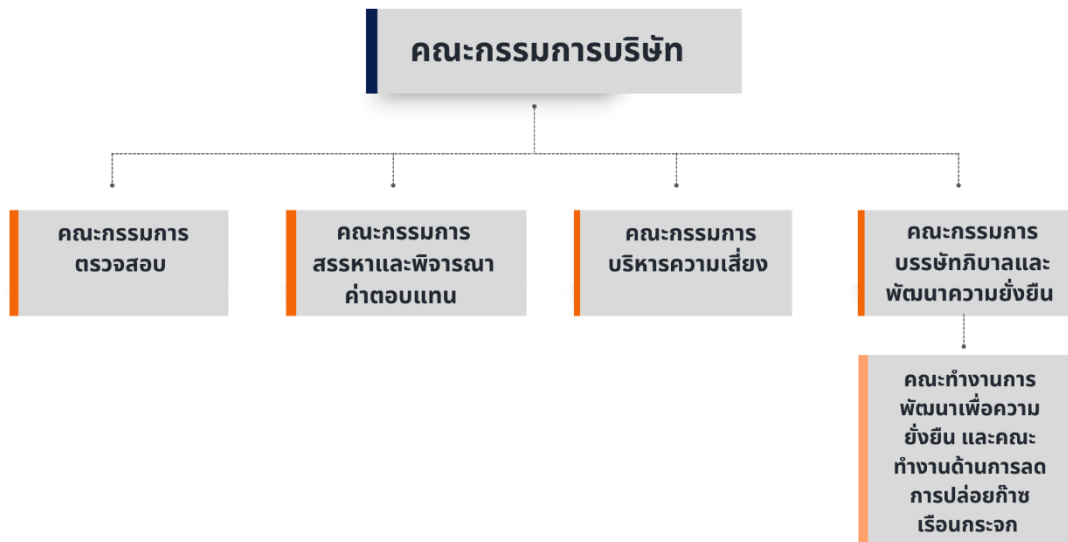 คณะกรรมการบริษัท
คณะกรรมการ
ตรวจสอบ
คณะกรรมการ
สรรหาและพิจารณา
ค่าตอบแทน
คณะกรรมการ
บริหารความเสี่ยง
คณะกรรมการ
บรรษัทภิบาลและ
พัฒนาความยั่งยืน
คณะทำงานการ
พัฒนาเพื่อความ
ยั่งยืน และคณะ
ทำงานด้านการลด
การปล่อยก๊าซ
เรือนกระจก